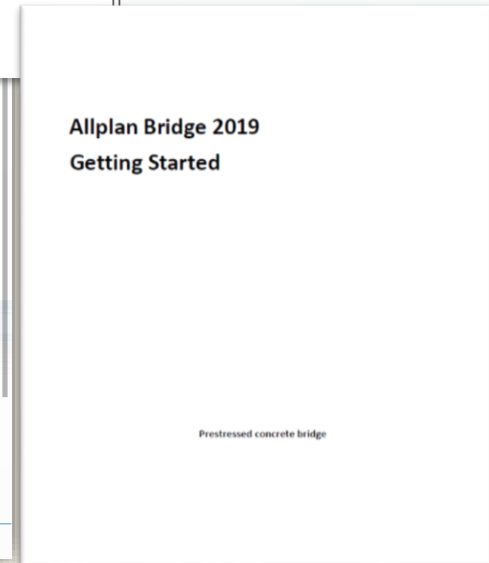 Allplan Bridge 2019
Getting Started
Prestressed concrete bridge